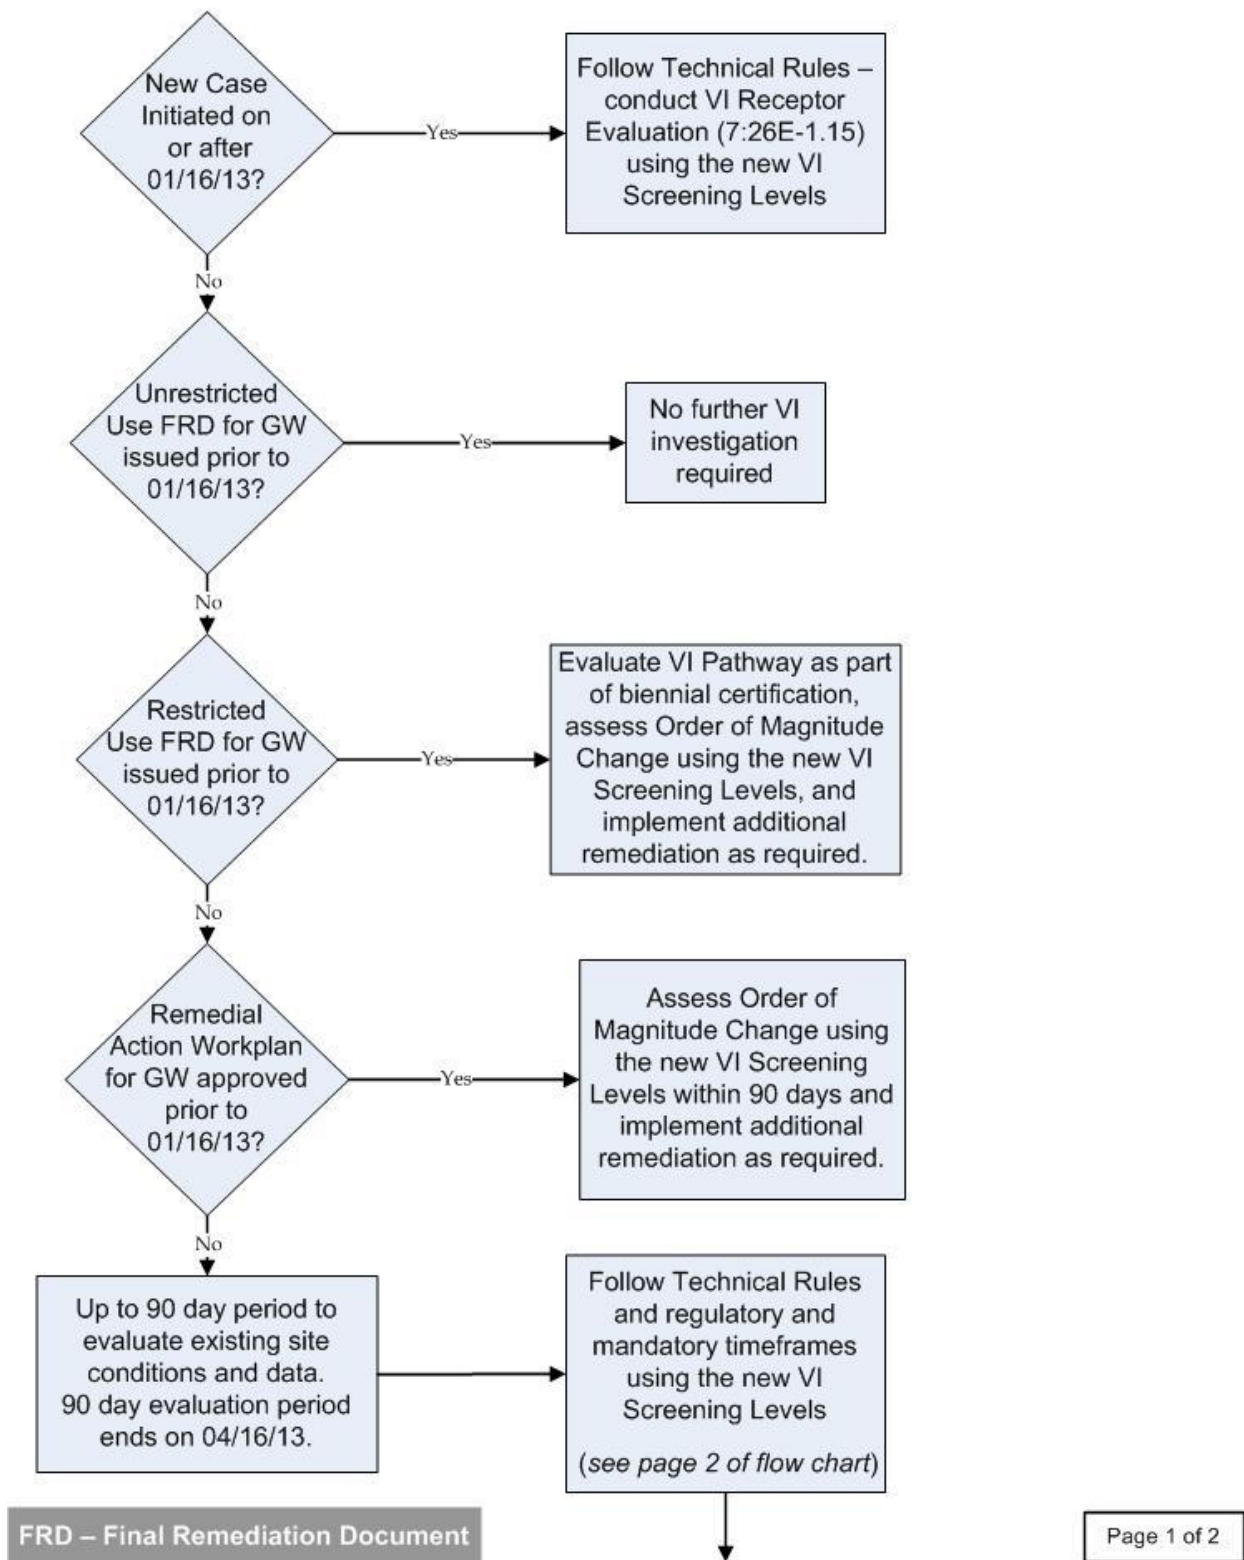 New Case
Initiated on
or after
01/16/13?
Yes
Follow Technical Rules –
conduct VI Receptor
Evaluation (7:26E-1.15)
using the new VI
Screening Levels
No
Unrestricted
Use FRD for GW
issued prior to
01/16/13?
Yes
No further VI
investigation
required
No
Restricted
Use FRD for GW
issued prior to
01/16/13?
Yes
Evaluate VI Pathway as part
of biennial certification,
assess Order of Magnitude
Change using the new VI
Screening Levels, and
implement additional
remediation as required.
No
Remedial
Action Workplan
for GW approved
prior to
01/16/13?
Yes
Assess Order of
Magnitude Change using
the new VI Screening
Levels within 90 days and
implement additional
remediation as required.
No
Up to 90 day period to
evaluate existing site
conditions and data.
90 day evaluation period
ends on 04/16/13.
Follow Technical Rules
and regulatory and
mandatory timeframes
using the new VI
Screening Levels
(see page 2 of flow chart)
FRD – Final Remediation Document
Page 1 of 2